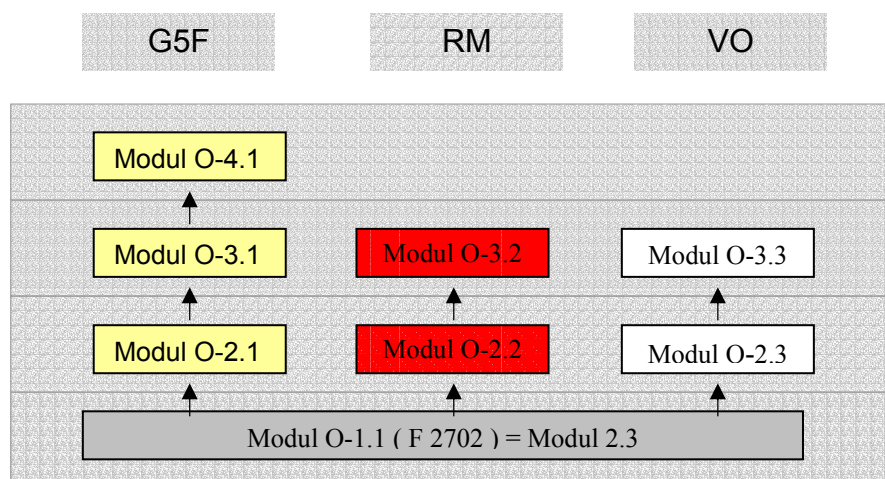 G5F
RM
VO
Modul O-4.1
Modul O-3.1
Modul O-3.2
Modul O-3.3
Modul O-2.1
Modul O-2.2
Modul O-2.3
Modul O-1.1 ( F 2702 ) = Modul 2.3